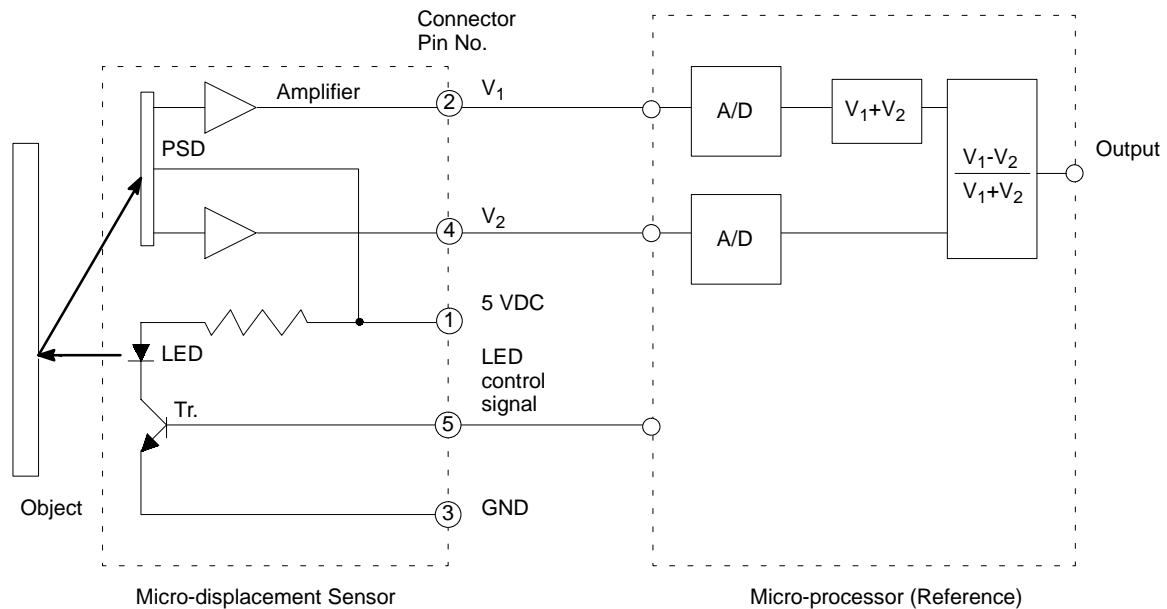 Connector
Pin No.
Amplifier
2
V1
A/D
V1+V2
PSD
V1-V2
V1+V2
Output
4
V2
A/D
5 VDC
1
LED
LED
control
signal
Tr.
5
Object
3
GND
Micro-displacement Sensor
Micro-processor (Reference)